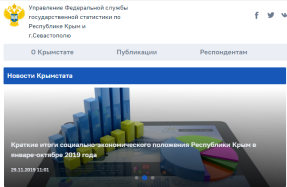 Управление Федеральной службы
государственной статистики по
Республике Крым и
г.Севастополю
О Крымстате
Публикации
Респондентам
Новости Крымстата
Краткие итоги социально-экономического положения Республики Крым в
январе-октябре 2019 года
29.11.2019 11:01